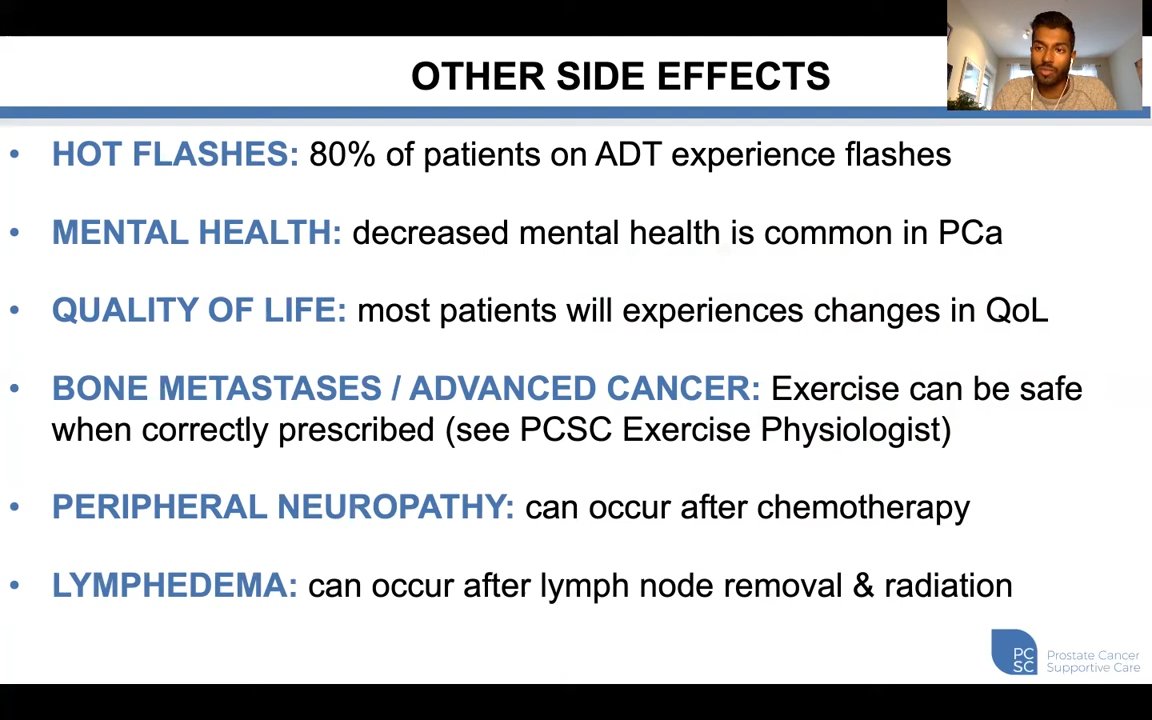 OTHER SIDE EFFECTS
• HOT FLASHES: 80% of patients on ADT experience flashes
• MENTAL HEALTH: decreased mental health is common in PCa
• QUALITY OF LIFE: most patients will experiences changes in QoL
• BONE METASTASES / ADVANCED CANCER: Exercise can be safe
when correctly prescribed (see PCSC Exercise Physiologist)
• PERIPHERAL NEUROPATHY: can occur after chemotherapy
• LYMPHEDEMA: can occur after lymph node removal & radiation
PC
SC
Prostate Cancer
Supportive Care